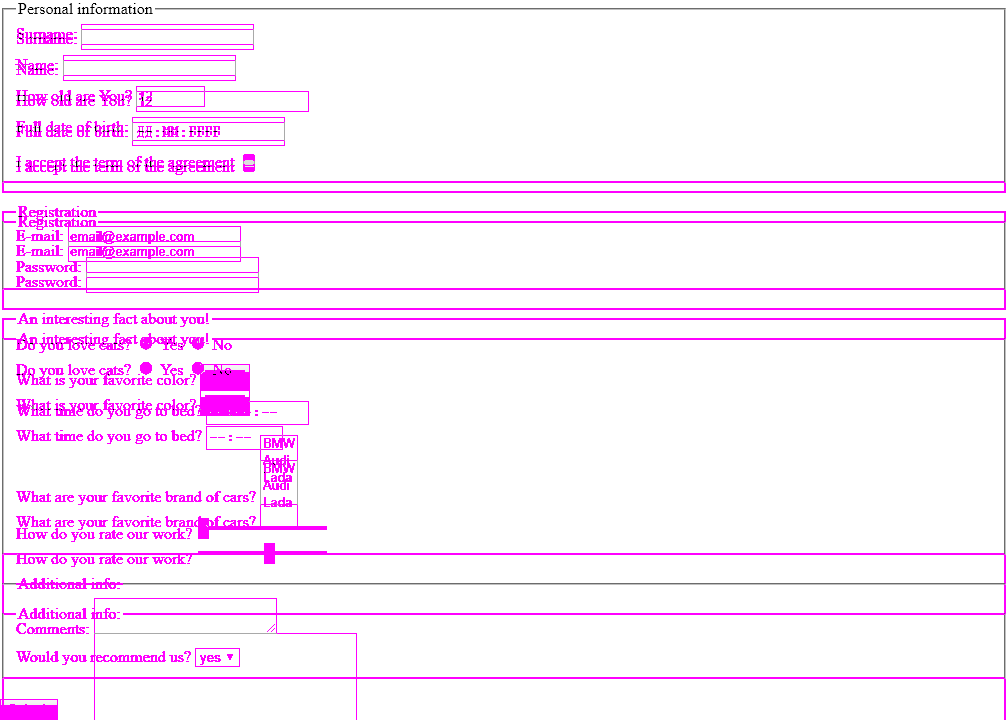 Personal information
Surname:
Surname:
Name:
Name:
How old are You? 12
How old are You? 12
Full date of birth:
Full date of birth: ДД.ММ.ГГГГ
I accept the term of the agreement
I accept the term of the agreement
Registration
Registration
E-mail: email@example.com
E-mail: email@example.com
Password:
Password:
An interesting fact about you!
An interesting fact about you!
Do you love cats? Yes No
Do you love cats? Yes No
What is your favorite color?
What is your favorite color?
What time do you go to bed? --:--
What time do you go to bed? --:--
BMW
Audi
BMW
Lada
Audi
What are your favorite brand of cars?
Lada
What are your favorite brand of cars?
How do you rate our work?
How do you rate our work?
Additional info:
Additional info:
Comments:
Would you recommend us? yes